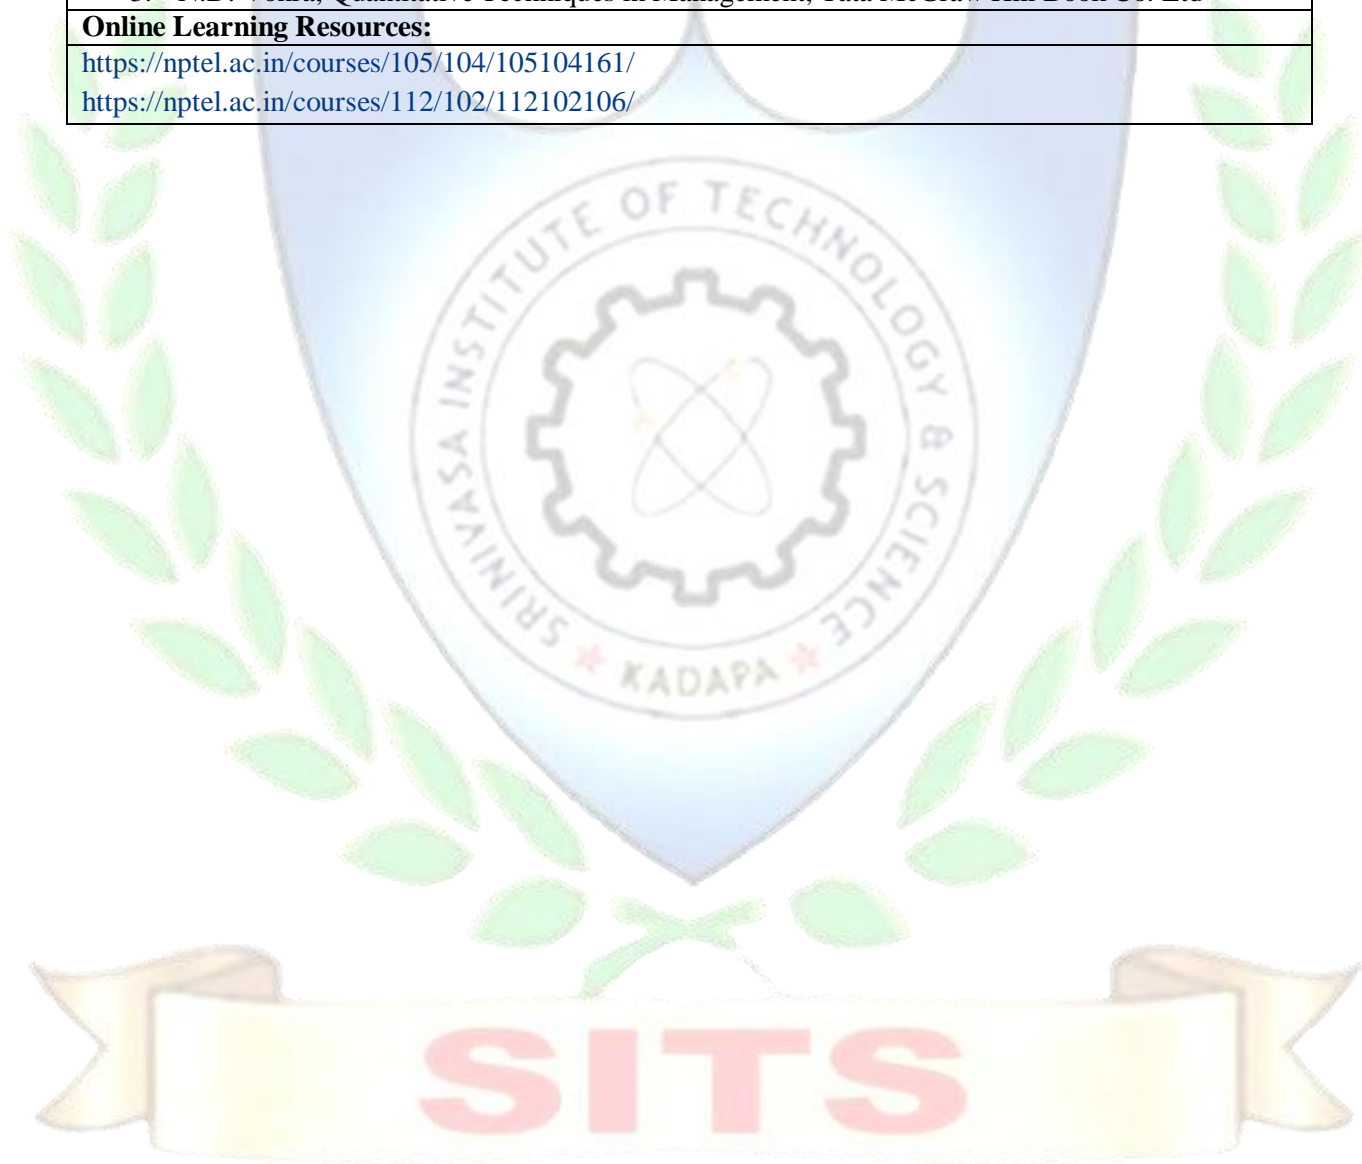 Online Learning Resources:
https://nptel.ac.in/courses/105/104/105104161/
https://nptel.ac.in/courses/112/102/112102106/
SRINIVASA INSTITUTE OF TECHNOLOGY & SCIENCE
* KADAPA *
SITS